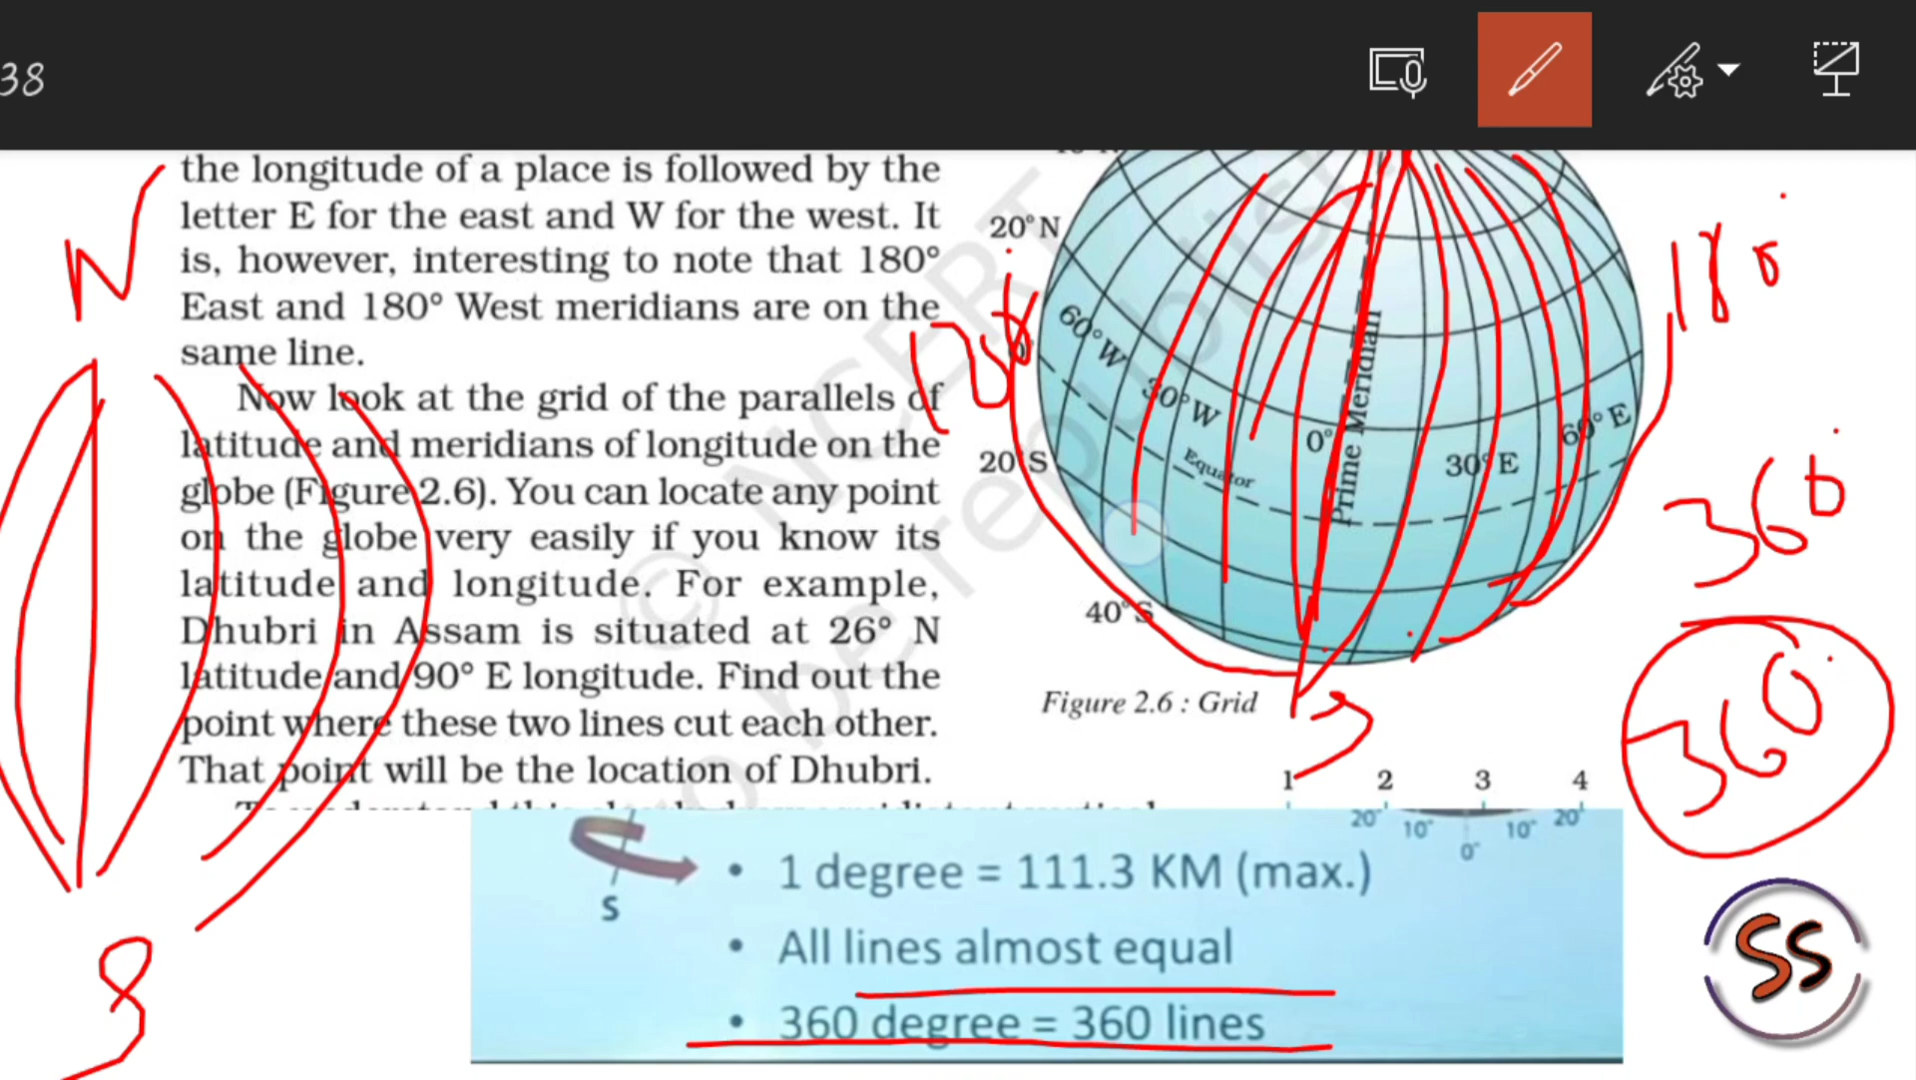 38
the longitude of a place is followed by the
letter E for the east and W for the west. It
is, however, interesting to note that 180°
East and 180° West meridians are on the
same line.
Now look at the grid of the parallels of
latitude and meridians of longitude on the
globe (Figure 2.6). You can locate any point
on the globe very easily if you know its
latitude and longitude. For example,
Dhubri in Assam is situated at 26° N
latitude and 90° E longitude. Find out the
point where these two lines cut each other.
That point will be the location of Dhubri.
N
S
20°N
20°S
40°S
60°W
30°W
0°
30°E
60°E
Equator
Prime Meridian
180
180
360
360
S
Figure 2.6 : Grid
1 2 3 4
20° 10° 0° 10° 20°
S
• 1 degree = 111.3 KM (max.)
• All lines almost equal
• 360 degree = 360 lines
© NCERT
be republish
SS